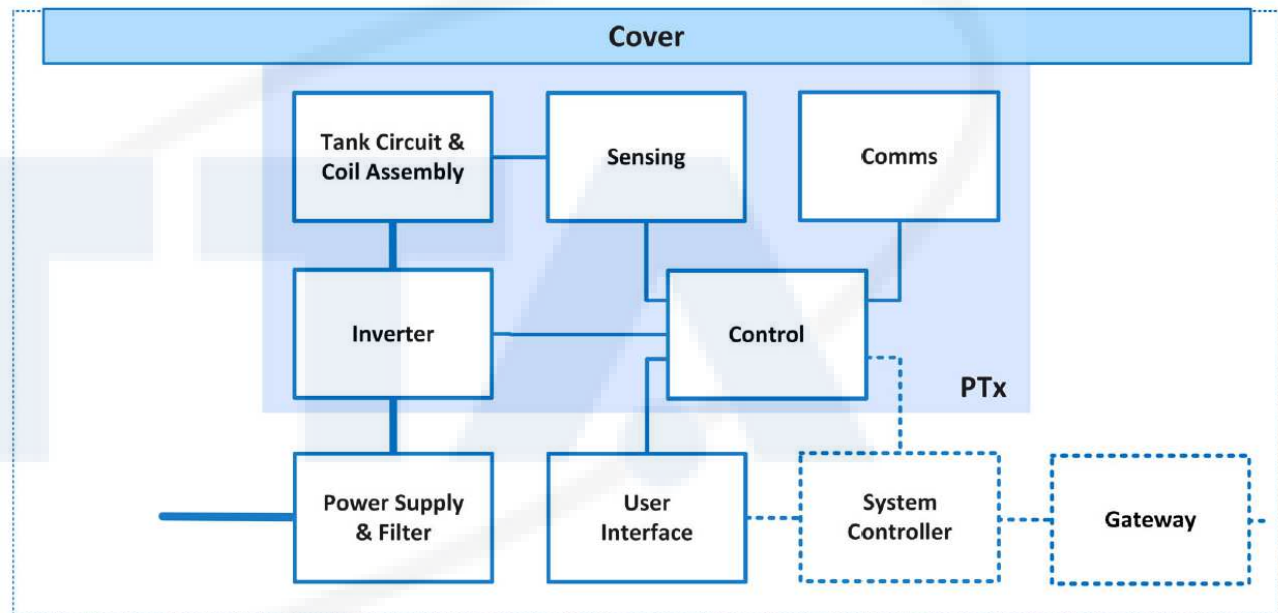 Cover
Tank Circuit &
Coil Assembly
Sensing
Comms
Inverter
Control
PTx
Power Supply
& Filter
User
Interface
System
Controller
Gateway